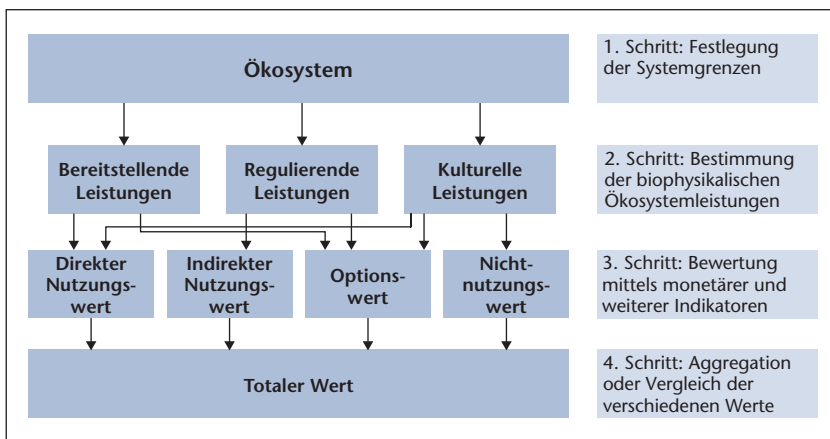 Ökosystem
1. Schritt: Festlegung
der Systemgrenzen
Bereitstellende
Leistungen
Regulierende
Leistungen
Kulturelle
Leistungen
2. Schritt: Bestimmung
der biophysikalischen
Ökosystemleistungen
Direkter
Nutzungs-
wert
Indirekter
Nutzungs-
wert
Options-
wert
Nicht-
nutzungs-
wert
3. Schritt: Bewertung
mittels monetärer und
weiterer Indikatoren
Totaler Wert
4. Schritt: Aggregation
oder Vergleich der
verschiedenen Werte